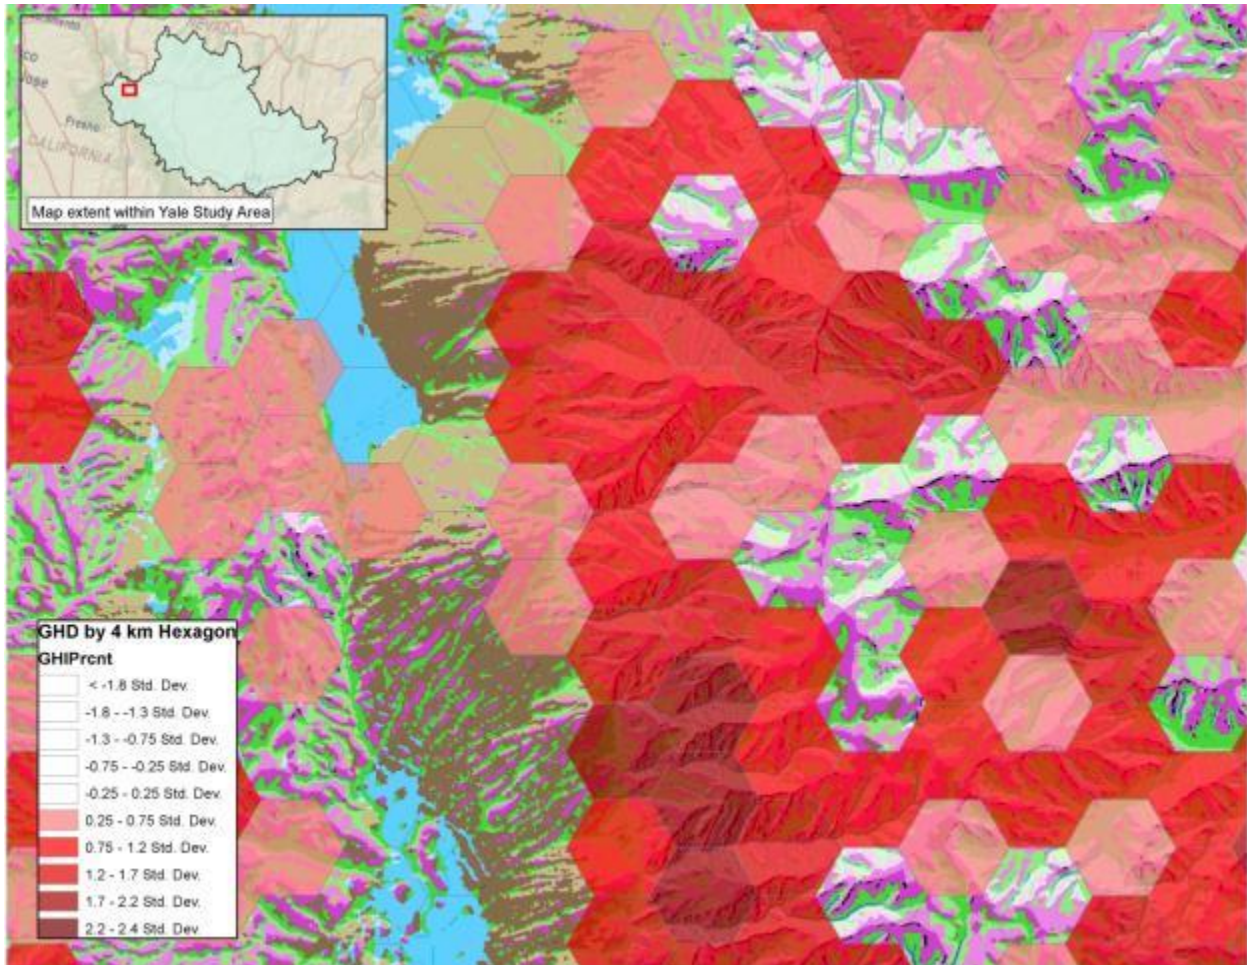 NEVADA
Fresno
CALIFORNIA
Map extent within Yale Study Area
GHD by 4 km Hexagon
GHIPrcnt
< -1.8 Std. Dev.
-1.8 - -1.3 Std. Dev.
-1.3 - -0.75 Std. Dev.
-0.75 - -0.25 Std. Dev.
-0.25 - 0.25 Std. Dev.
0.25 - 0.75 Std. Dev.
0.75 - 1.2 Std. Dev.
1.2 - 1.7 Std. Dev.
1.7 - 2.2 Std. Dev.
2.2 - 2.4 Std. Dev.